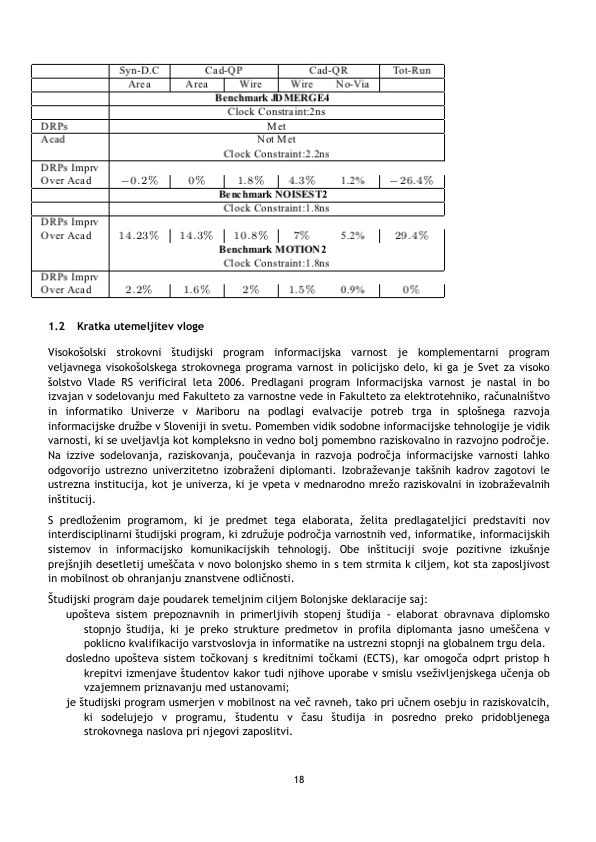 Syn-D.C Cad-QP Cad-QR Tot-Run
Area Area Wire Wire No-Via
Benchmark JDMERGE4
Clock Constraint:2ns
DRPs Met
Acad Not Met
Clock Constraint:2.2ns
DRPs Imprv
Over Acad −0.2% 0% 1.8% 4.3% 1.2% −26.4%
Benchmark NOISEST2
Clock Constraint:1.8ns
DRPs Imprv
Over Acad 14.23% 14.3% 10.8% 7% 5.2% 29.4%
Benchmark MOTION2
Clock Constraint:1.8ns
DRPs Imprv
Over Acad 2.2% 1.6% 2% 1.5% 0.9% 0%
1.2 Kratka utemeljitev vloge
Visokošolski strokovni študijski program informacijska varnost je komplementarni program
veljavnega visokošolskega strokovnega programa varnost in policijsko delo, ki ga je Svet za visoko
šolstvo Vlade RS verificiral leta 2006. Predlagani program Informacijska varnost je nastal in bo
izvajan v sodelovanju med Fakulteto za varnostne vede in Fakulteto za elektrotehniko, računalništvo
in informatiko Univerze v Mariboru na podlagi evalvacije potreb trga in splošnega razvoja
informacijske družbe v Sloveniji in svetu. Pomemben vidik sodobne informacijske tehnologije je vidik
varnosti, ki se uveljavlja kot kompleksno in vedno bolj pomembno raziskovalno in razvojno področje.
Na izzive sodelovanja, raziskovanja, poučevanja in razvoja področja informacijske varnosti lahko
odgovorijo ustrezno univerzitetno izobraženi diplomanti. Izobraževanje takšnih kadrov zagotovi le
ustrezna institucija, kot je univerza, ki je vpeta v mednarodno mrežo raziskovalni in izobraževalnih
inštitucij.
S predloženim programom, ki je predmet tega elaborata, želita predlagateljici predstaviti nov
interdisciplinarni študijski program, ki združuje področja varnostnih ved, informatike, informacijskih
sistemov in informacijsko komunikacijskih tehnologij. Obe inštituciji svoje pozitivne izkušnje
prejšnjih desetletij umeščata v novo bolonjsko shemo in s tem strmita k ciljem, kot sta zaposljivost
in mobilnost ob ohranjanju znanstvene odličnosti.
Študijski program daje poudarek temeljnim ciljem Bolonjske deklaracije saj:
upošteva sistem prepoznavnih in primerljivih stopenj študija - elaborat obravnava diplomsko
stopnjo študija, ki je preko strukture predmetov in profila diplomanta jasno umeščena v
poklicno kvalifikacijo varstvoslovja in informatike na ustrezni stopnji na globalnem trgu dela.
dosledno upošteva sistem točkovanj s kreditnimi točkami (ECTS), kar omogoča odprt pristop h
krepitvi izmenjave študentov kakor tudi njihove uporabe v smislu vseživljenjskega učenja ob
vzajemnem priznavanju med ustanovami;
je študijski program usmerjen v mobilnost na več ravneh, tako pri učnem osebju in raziskovalcih,
ki sodelujejo v programu, študentu v času študija in posredno preko pridobljenega
strokovnega naslova pri njegovi zaposlitvi.
18